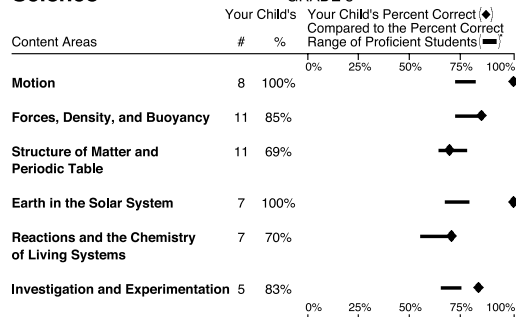 Your Child's Your Child's Percent Correct (◆)
Compared to the Percent Correct
Content Areas # % Range of Proficient Students (▬)
0% 25% 50% 75% 100%
Motion 8 100%
Forces, Density, and Buoyancy 11 85%
Structure of Matter and 11 69%
Periodic Table
Earth in the Solar System 7 100%
Reactions and the Chemistry 7 70%
of Living Systems
Investigation and Experimentation 5 83%
0% 25% 50% 75% 100%